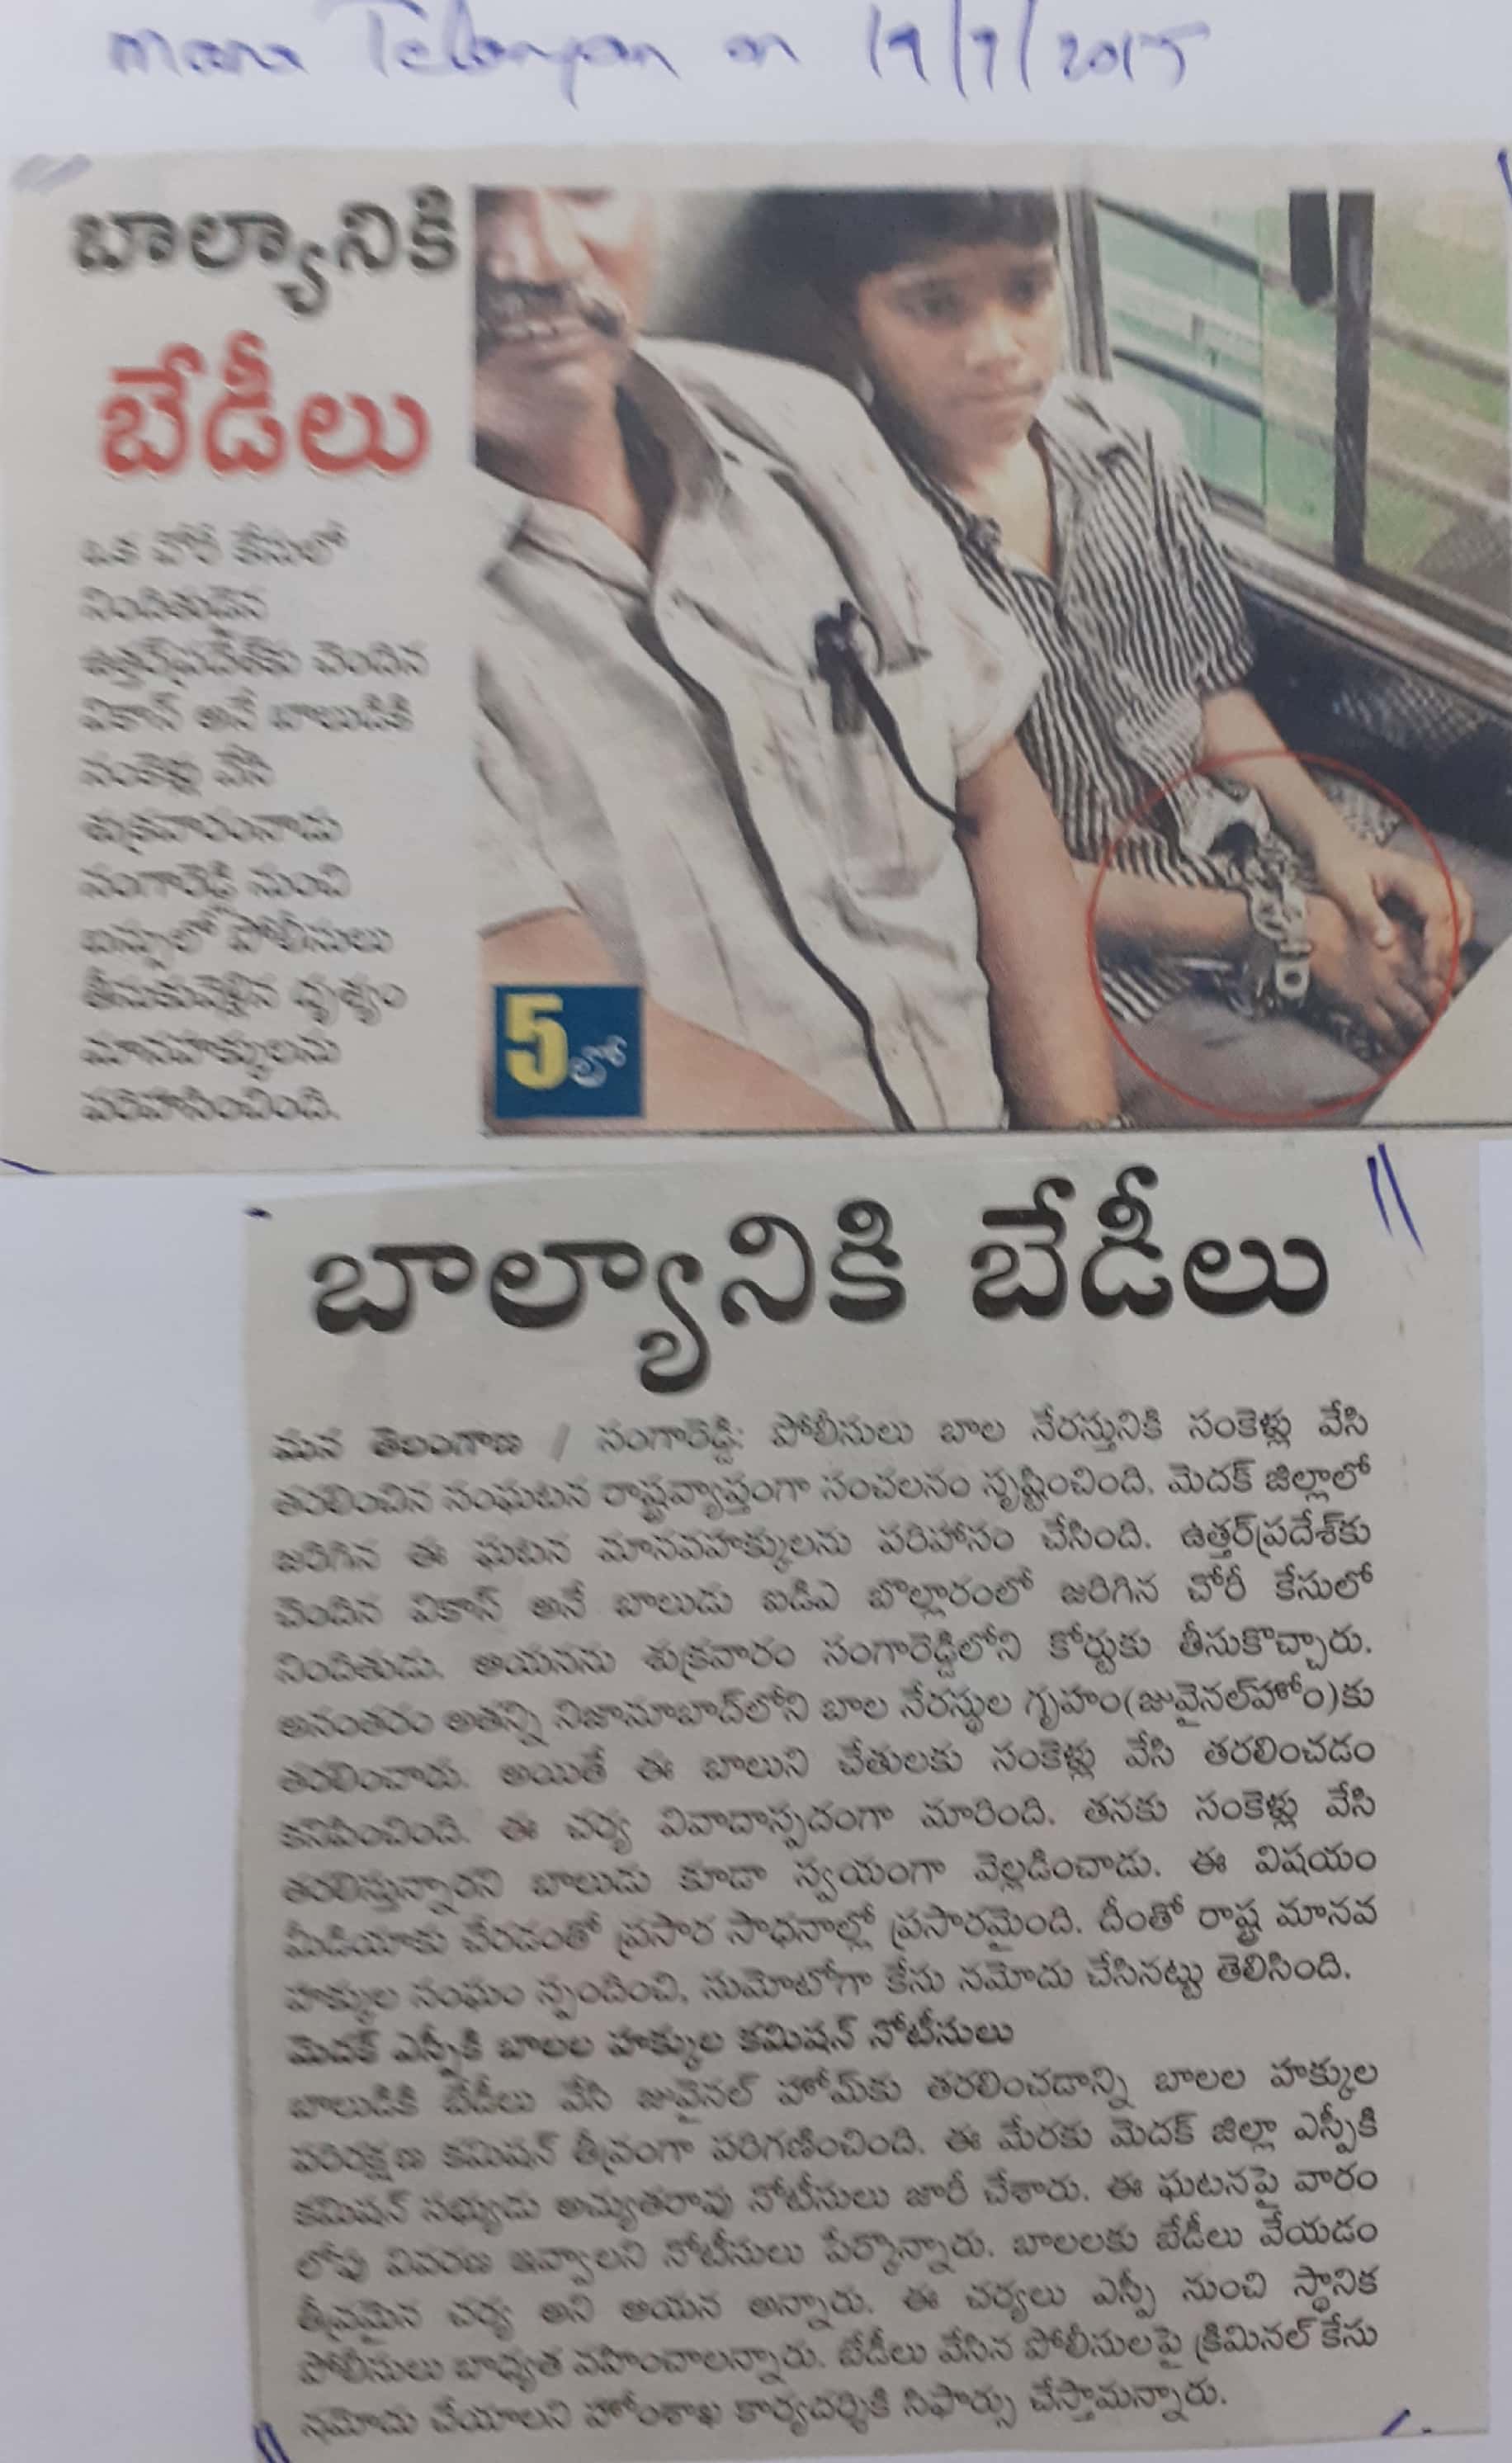 mana Telangan on 19/7/2015
బాల్యానికి
బేడీలు
ఒక చోరీ కేసులో
నిందితుడైన
ఉత్తర్‌ప్రదేశ్‌కు చెందిన
వికాస్ అనే బాలుడికి
సంకెళ్లు వేసి
శుక్రవారంనాడు
సంగారెడ్డి నుంచి
బస్సులో పోలీసులు
తీసుకువెళ్లిన దృశ్యం
మానవహక్కులను
పరిహసించింది.
5లో
బాల్యానికి బేడీలు
మన తెలంగాణ / సంగారెడ్డి: పోలీసులు బాల నేరస్తునికి సంకెళ్లు వేసి
తరలించిన సంఘటన రాష్ట్రవ్యాప్తంగా సంచలనం సృష్టించింది. మెదక్ జిల్లాలో
జరిగిన ఈ ఘటన మానవహక్కులను పరిహాసం చేసింది. ఉత్తర్‌ప్రదేశ్‌కు
చెందిన వికాస్ అనే బాలుడు ఐడిఎ బొల్లారంలో జరిగిన చోరీ కేసులో
నిందితుడు. ఆయనను శుక్రవారం సంగారెడ్డిలోని కోర్టుకు తీసుకొచ్చారు.
అనంతరం అతన్ని నిజామాబాద్‌లోని బాల నేరస్థుల గృహం(జువైనల్‌హోం)కు
తరలించారు. అయితే ఈ బాలుని చేతులకు సంకెళ్లు వేసి తరలించడం
కనిపించింది. ఈ చర్య వివాదాస్పదంగా మారింది. తనకు సంకెళ్లు వేసి
తరలిస్తున్నారని బాలుడు కూడా స్వయంగా వెల్లడించాడు. ఈ విషయం
మీడియాకు చేరడంతో ప్రసార సాధనాల్లో ప్రసారమైంది. దీంతో రాష్ట్ర మానవ
హక్కుల సంఘం స్పందించి, సుమోటోగా కేసు నమోదు చేసినట్టు తెలిసింది.
మెదక్ ఎస్పీకి బాలల హక్కుల కమిషన్ నోటీసులు
బాలుడికి బేడీలు వేసి జువైనల్ హోమ్‌కు తరలించడాన్ని బాలల హక్కుల
పరిరక్షణ కమిషన్ తీవ్రంగా పరిగణించింది. ఈ మేరకు మెదక్ జిల్లా ఎస్పీకి
కమిషన్ సభ్యుడు అచ్యుతరావు నోటీసులు జారీ చేశారు. ఈ ఘటనపై వారం
లోపు వివరణ ఇవ్వాలని నోటీసులు పేర్కొన్నారు. బాలలకు బేడీలు వేయడం
తీవ్రమైన చర్య అని ఆయన అన్నారు. ఈ చర్యలు ఎస్పీ నుంచి స్థానిక
పోలీసులు బాధ్యత వహించాలన్నారు. బేడీలు వేసిన పోలీసులపై క్రిమినల్ కేసు
నమోదు చేయాలని హోంశాఖ కార్యదర్శికి సిఫార్సు చేస్తామన్నారు.